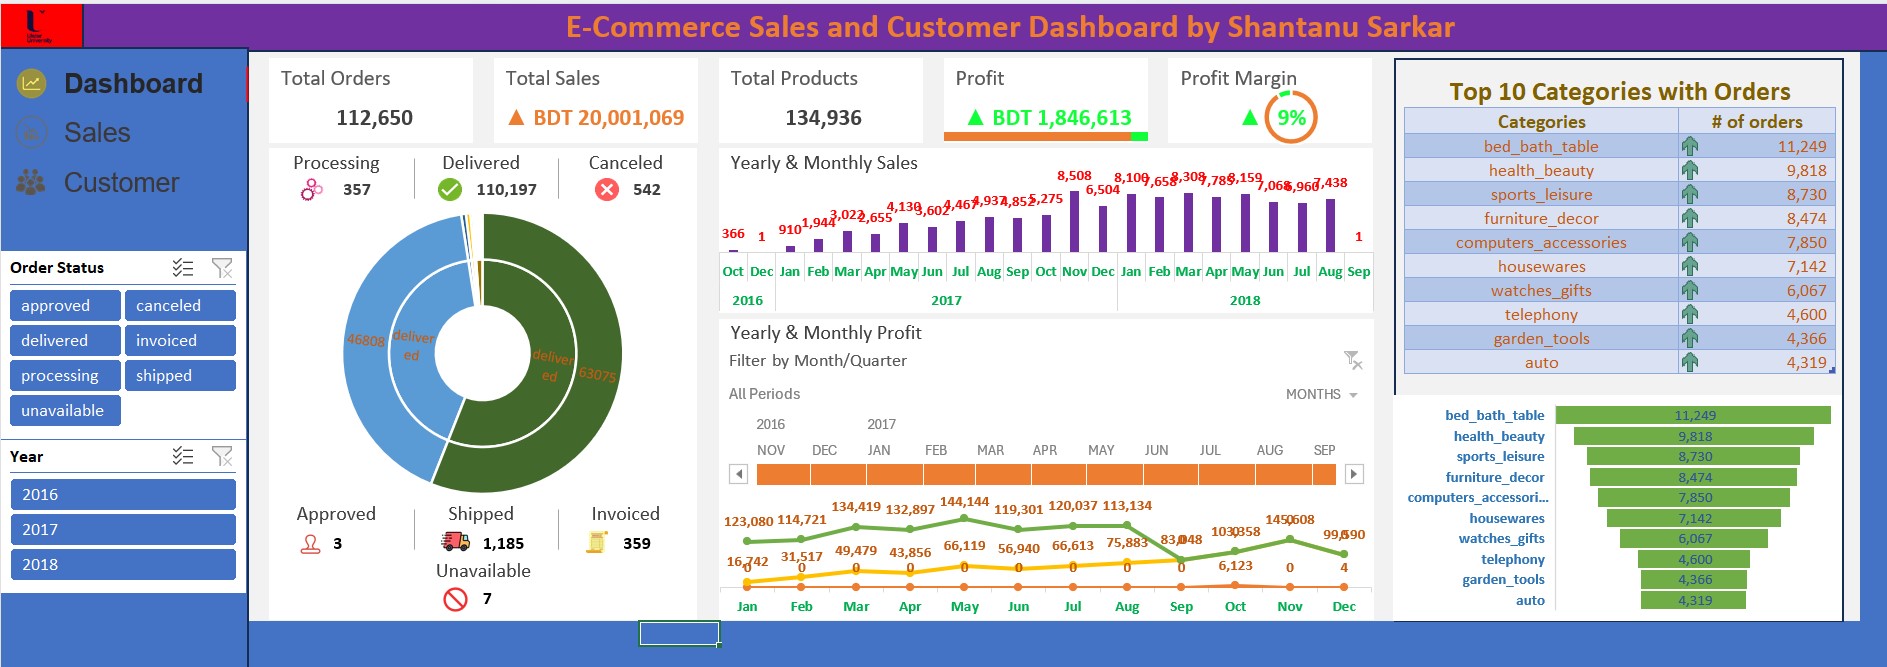 E-Commerce Sales and Customer Dashboard by Shantanu Sarkar
Dashboard
Sales
Customer
Order Status
approved canceled
delivered invoiced
processing shipped
unavailable
Year
2016
2017
2018
Total Orders
112,650
Total Sales
▲ BDT 20,001,069
Total Products
134,936
Profit
▲ BDT 1,846,613
Profit Margin
▲ 9%
Processing
357
Delivered
110,197
Canceled
542
46808
deliver
ed
deliver
ed
63075
Approved
3
Shipped
1,185
Invoiced
359
Unavailable
7
Yearly & Monthly Sales
366 1 910 1,944 3,022 2,655 4,130 3,602 4,467 4,937 4,852 5,275 8,508 6,504 8,100 7,658 8,308 7,785 8,159 7,068 6,960 7,438 1
Oct Dec Jan Feb Mar Apr May Jun Jul Aug Sep Oct Nov Dec Jan Feb Mar Apr May Jun Jul Aug Sep
2016 2017 2018
Yearly & Monthly Profit
Filter by Month/Quarter
All Periods MONTHS
2016 2017
NOV DEC JAN FEB MAR APR MAY JUN JUL AUG SEP
123,080 114,721 134,419 132,897 144,144 119,301 120,037 113,134
16,742 31,517 49,479 43,856 66,119 56,940 66,613 75,883 83,048
0 0 0 0 0 0 0 0 0 6,123 0 4
Jan Feb Mar Apr May Jun Jul Aug Sep Oct Nov Dec
Top 10 Categories with Orders
Categories # of orders
bed_bath_table 11,249
health_beauty 9,818
sports_leisure 8,730
furniture_decor 8,474
computers_accessories 7,850
housewares 7,142
watches_gifts 6,067
telephony 4,600
garden_tools 4,366
auto 4,319
bed_bath_table 11,249
health_beauty 9,818
sports_leisure 8,730
furniture_decor 8,474
computers_accessori... 7,850
housewares 7,142
watches_gifts 6,067
telephony 4,600
garden_tools 4,366
auto 4,319